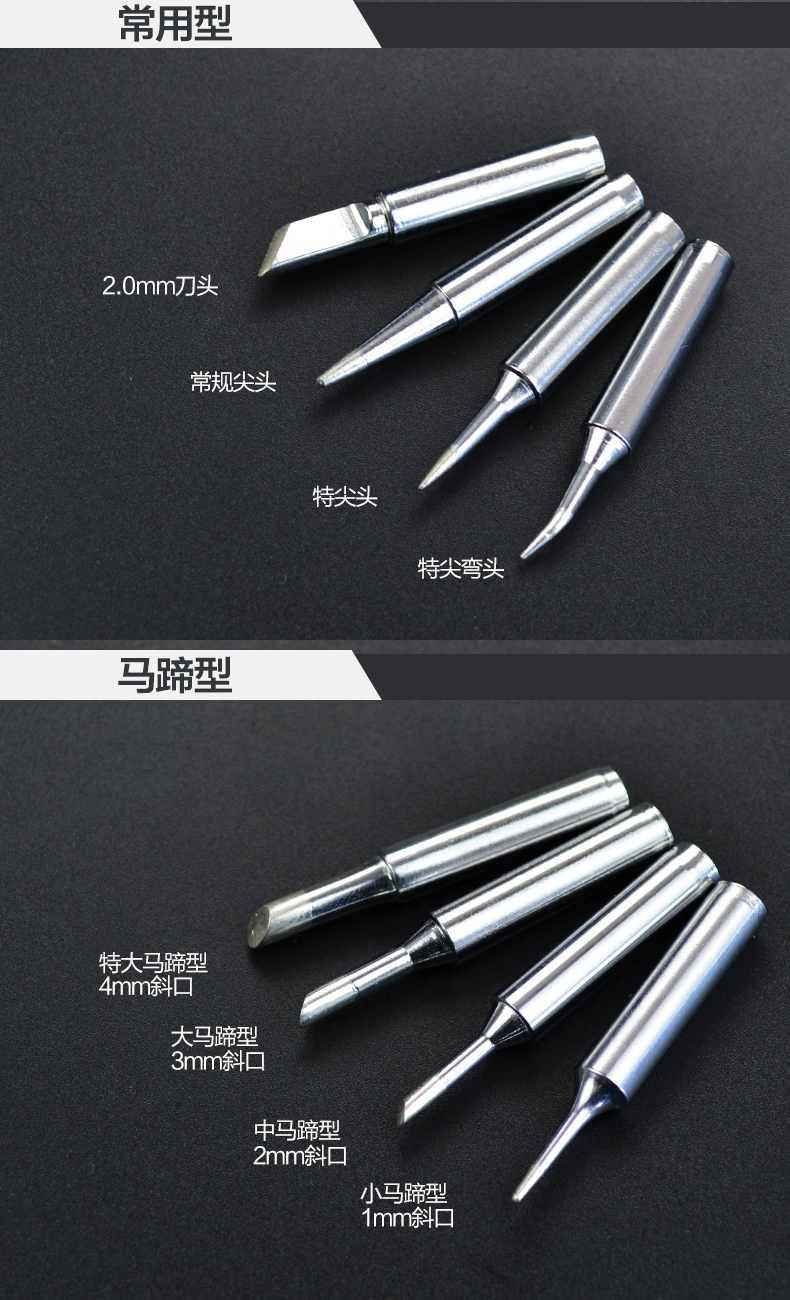 常用型
2.0mm刀头
常规尖头
特尖头
特尖弯头
马蹄型
特大马蹄型
4mm斜口
大马蹄型
3mm斜口
中马蹄型
2mm斜口
小马蹄型
1mm斜口